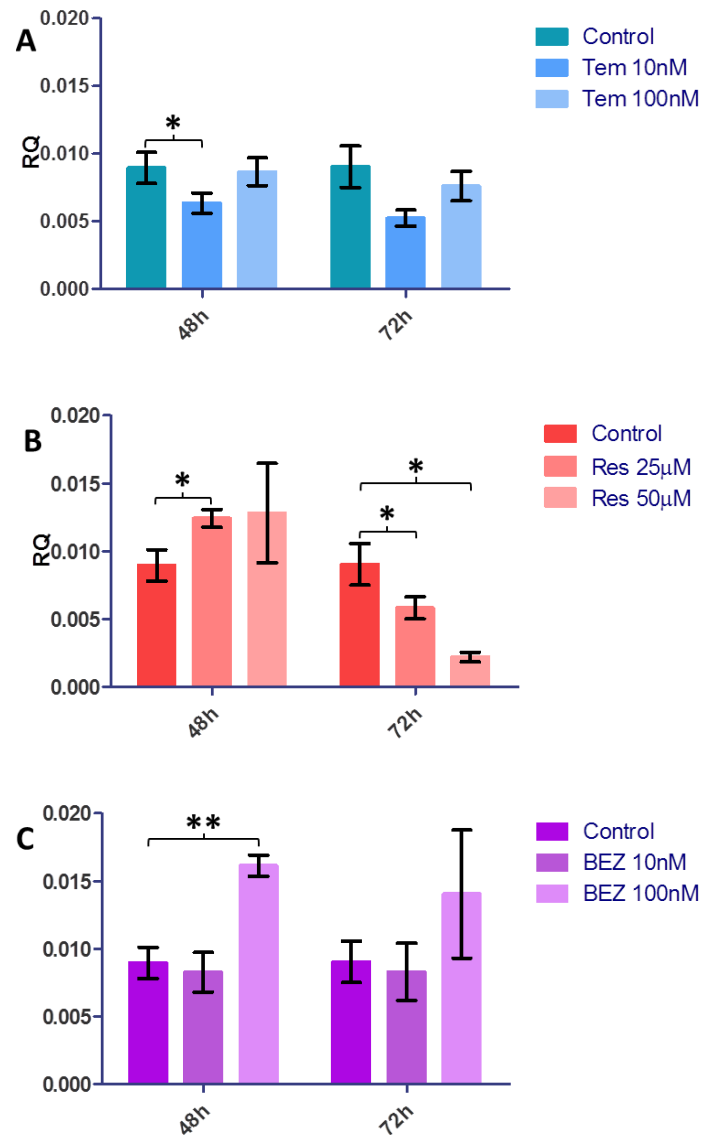 A
0.020
0.015
0.010
0.005
0.000
RQ
*
48h
72h
Control
Tem 10nM
Tem 100nM
B
0.020
0.015
0.010
0.005
0.000
RQ
*
*
*
48h
72h
Control
Res 25μM
Res 50μM
C
0.020
0.015
0.010
0.005
0.000
**
48h
72h
Control
BEZ 10nM
BEZ 100nM